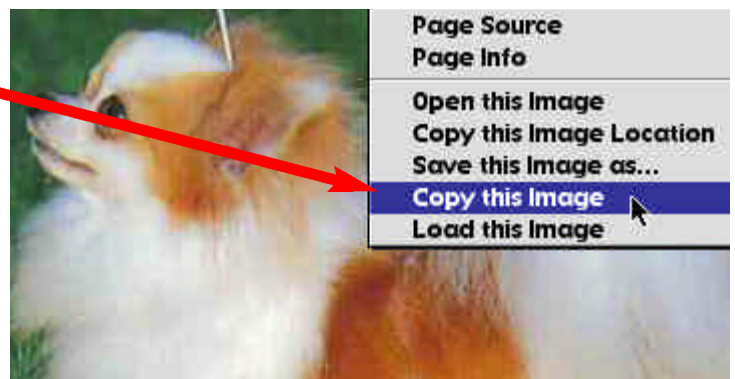 Page Source
Page Info
Open this Image
Copy this Image Location
Save this Image as...
Copy this Image
Load this Image